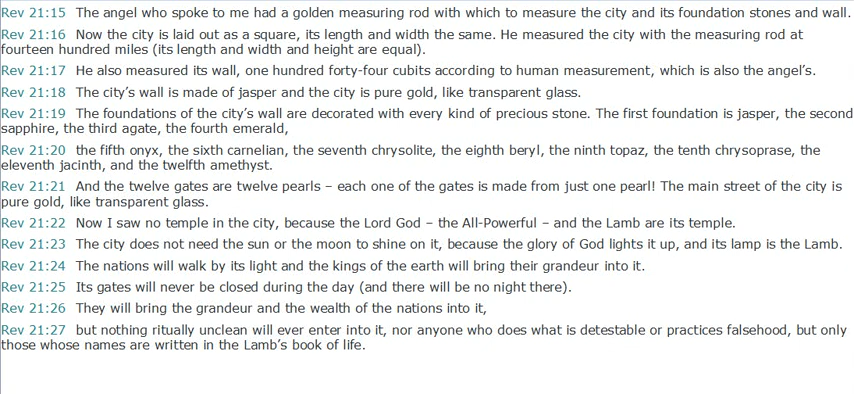 Rev 21:15 The angel who spoke to me had a golden measuring rod with which to measure the city and its foundation stones and wall.
Rev 21:16 Now the city is laid out as a square, its length and width the same. He measured the city with the measuring rod at
fourteen hundred miles (its length and width and height are equal).
Rev 21:17 He also measured its wall, one hundred forty-four cubits according to human measurement, which is also the angel’s.
Rev 21:18 The city’s wall is made of jasper and the city is pure gold, like transparent glass.
Rev 21:19 The foundations of the city’s wall are decorated with every kind of precious stone. The first foundation is jasper, the second
sapphire, the third agate, the fourth emerald,
Rev 21:20 the fifth onyx, the sixth carnelian, the seventh chrysolite, the eighth beryl, the ninth topaz, the tenth chrysoprase, the
eleventh jacinth, and the twelfth amethyst.
Rev 21:21 And the twelve gates are twelve pearls – each one of the gates is made from just one pearl! The main street of the city is
pure gold, like transparent glass.
Rev 21:22 Now I saw no temple in the city, because the Lord God – the All-Powerful – and the Lamb are its temple.
Rev 21:23 The city does not need the sun or the moon to shine on it, because the glory of God lights it up, and its lamp is the Lamb.
Rev 21:24 The nations will walk by its light and the kings of the earth will bring their grandeur into it.
Rev 21:25 Its gates will never be closed during the day (and there will be no night there).
Rev 21:26 They will bring the grandeur and the wealth of the nations into it,
Rev 21:27 but nothing ritually unclean will ever enter into it, nor anyone who does what is detestable or practices falsehood, but only
those whose names are written in the Lamb’s book of life.